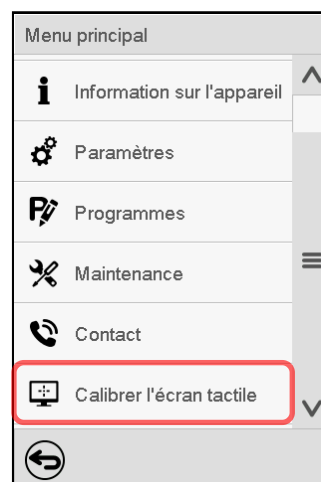 Menu principal
Information sur l'appareil
Paramètres
Programmes
Maintenance
Contact
Calibrer l'écran tactile